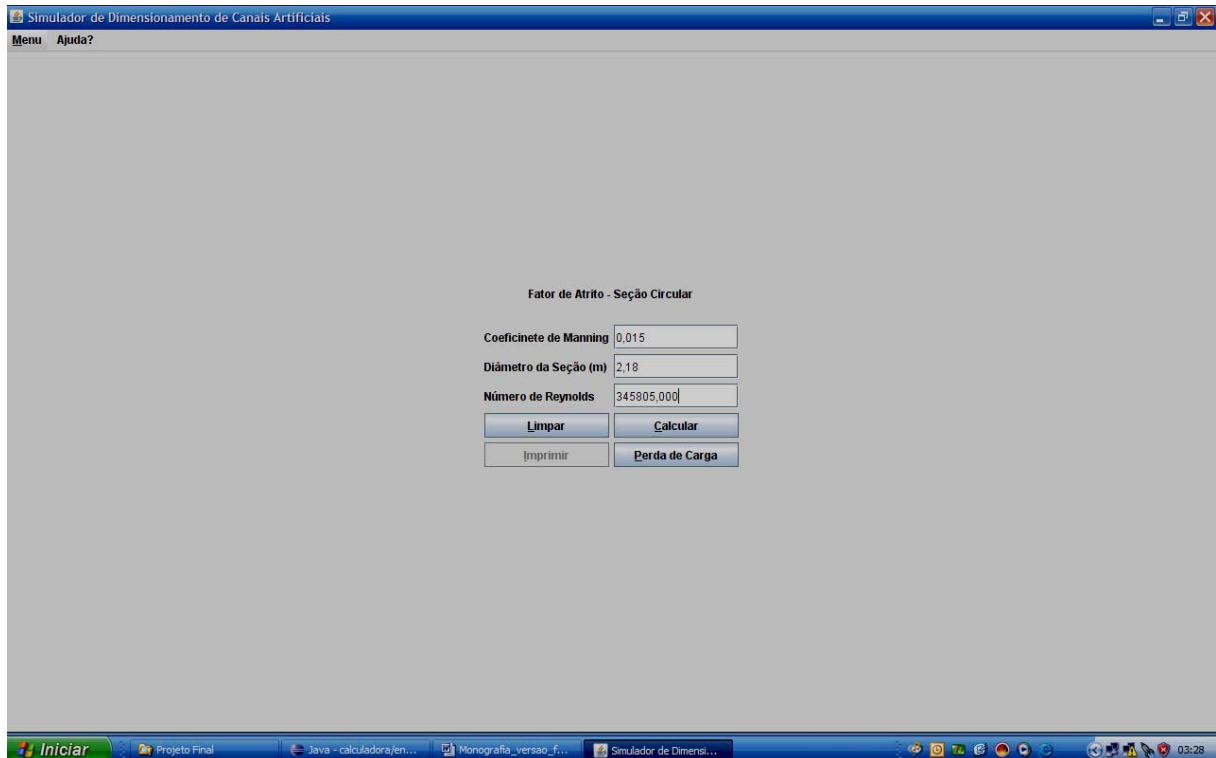 Simulador de Dimensionamento de Canais Artificiais
Menu Ajuda?
Fator de Atrito - Seção Circular
Coeficinete de Manning 0,015
Diâmetro da Seção (m) 2,18
Número de Reynolds 345805,000
Limpar Calcular
Imprimir Perda de Carga
Iniciar Projeto Final Java - calculadora/en... Monografia_versao_f... Simulador de Dimensi... 03:28